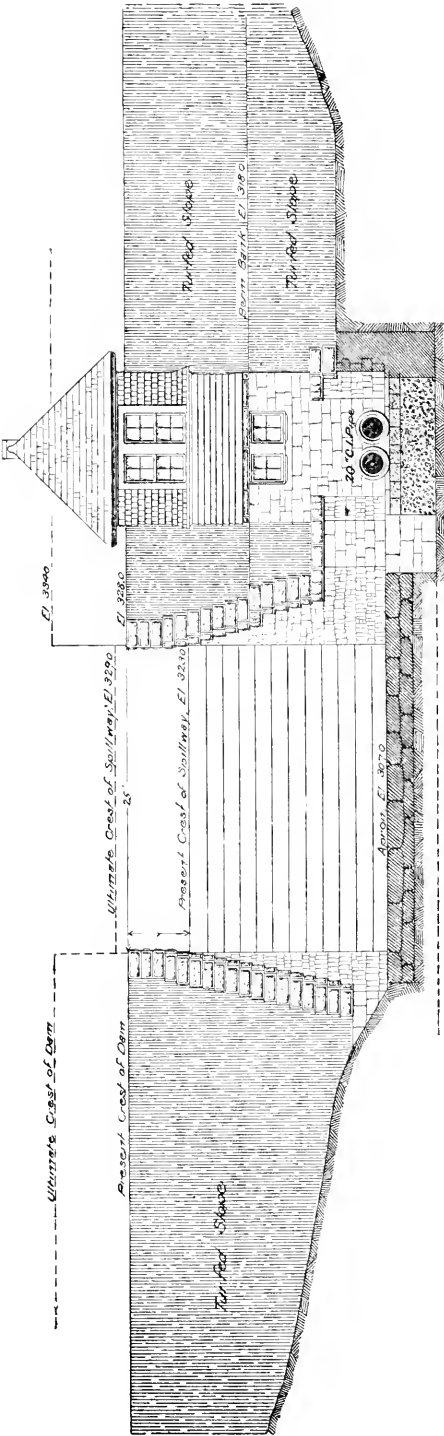 Ultimate Crest of Dam
Present Crest of Dam
Turfed Slope
Ultimate Crest of Spillway, El 329.0
25'
Present Crest of Spillway, El 323.0
Apron El 307.0
El 334.0
El 328.0
20" C.I. Pipe
Turfed Slope
Berm Bank El 318.0
Turfed Slope